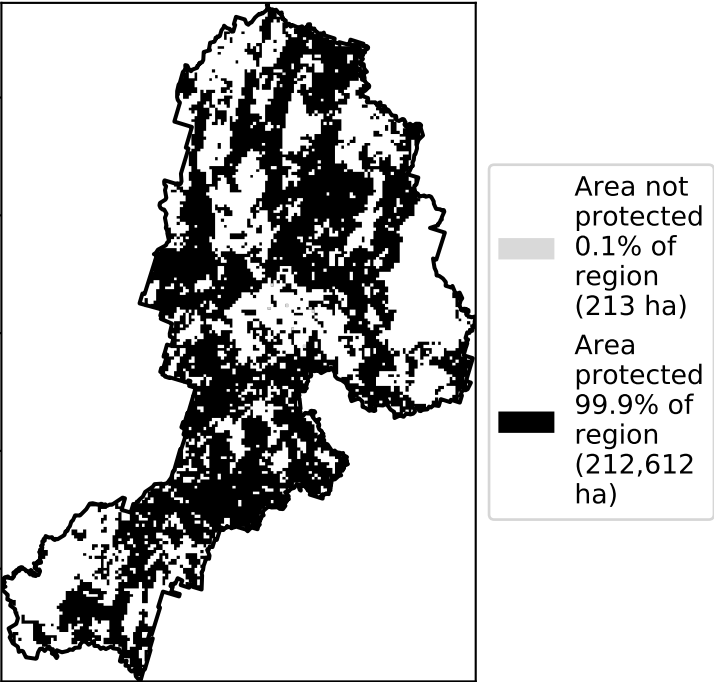 Area not
protected
0.1% of
region
(213 ha)
Area
protected
99.9% of
region
(212,612
ha)